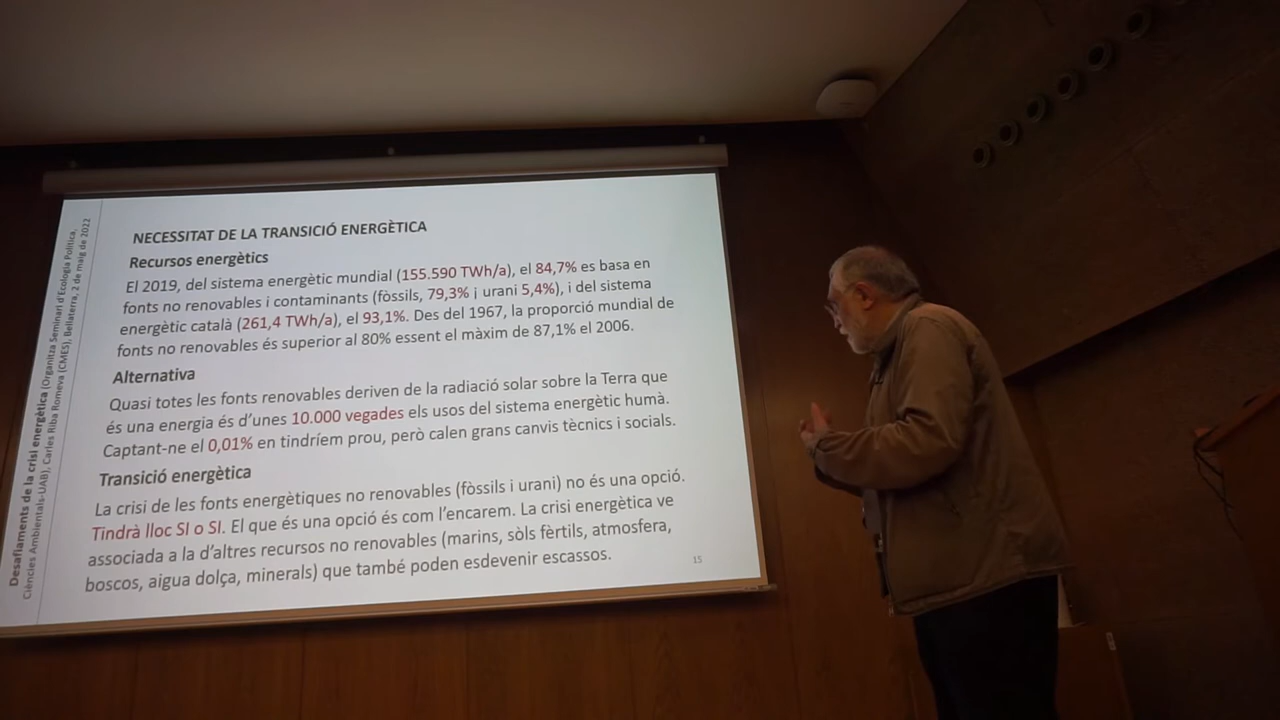 Desafiaments de la crisi energètica (Organitza Seminari d'Ecologia Política,
Ciències Ambientals-UAB), Carles Riba Romeva (CMES), Bellaterra, 2 de maig de 2022
NECESSITAT DE LA TRANSICIÓ ENERGÈTICA
Recursos energètics
El 2019, del sistema energètic mundial (155.590 TWh/a), el 84,7% es basa en
fonts no renovables i contaminants (fòssils, 79,3% i urani 5,4%), i del sistema
energètic català (261,4 TWh/a), el 93,1%. Des del 1967, la proporció mundial de
fonts no renovables és superior al 80% essent el màxim de 87,1% el 2006.
Alternativa
Quasi totes les fonts renovables deriven de la radiació solar sobre la Terra que
és una energia és d'unes 10.000 vegades els usos del sistema energètic humà.
Captant-ne el 0,01% en tindríem prou, però calen grans canvis tècnics i socials.
Transició energètica
La crisi de les fonts energètiques no renovables (fòssils i urani) no és una opció.
Tindrà lloc SI o SI. El que és una opció és com l'encarem. La crisi energètica ve
associada a la d'altres recursos no renovables (marins, sòls fèrtils, atmosfera,
boscos, aigua dolça, minerals) que també poden esdevenir escassos.
15